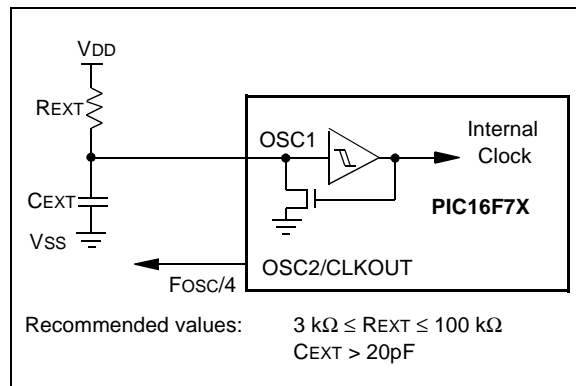 VDD
REXT
OSC1
Internal
Clock
CEXT
PIC16F7X
VSS
OSC2/CLKOUT
FOSC/4
Recommended values: 3 kΩ ≤ REXT ≤ 100 kΩ
CEXT > 20pF